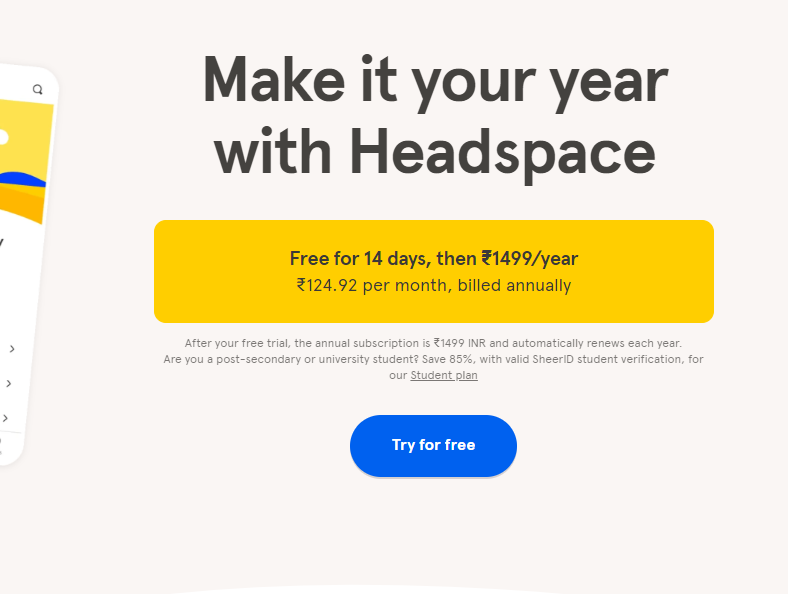 Make it your year
with Headspace
Free for 14 days, then ₹1499/year
₹124.92 per month, billed annually
After your free trial, the annual subscription is ₹1499 INR and automatically renews each year.
Are you a post-secondary or university student? Save 85%, with valid SheerID student verification, for
our Student plan
Try for free